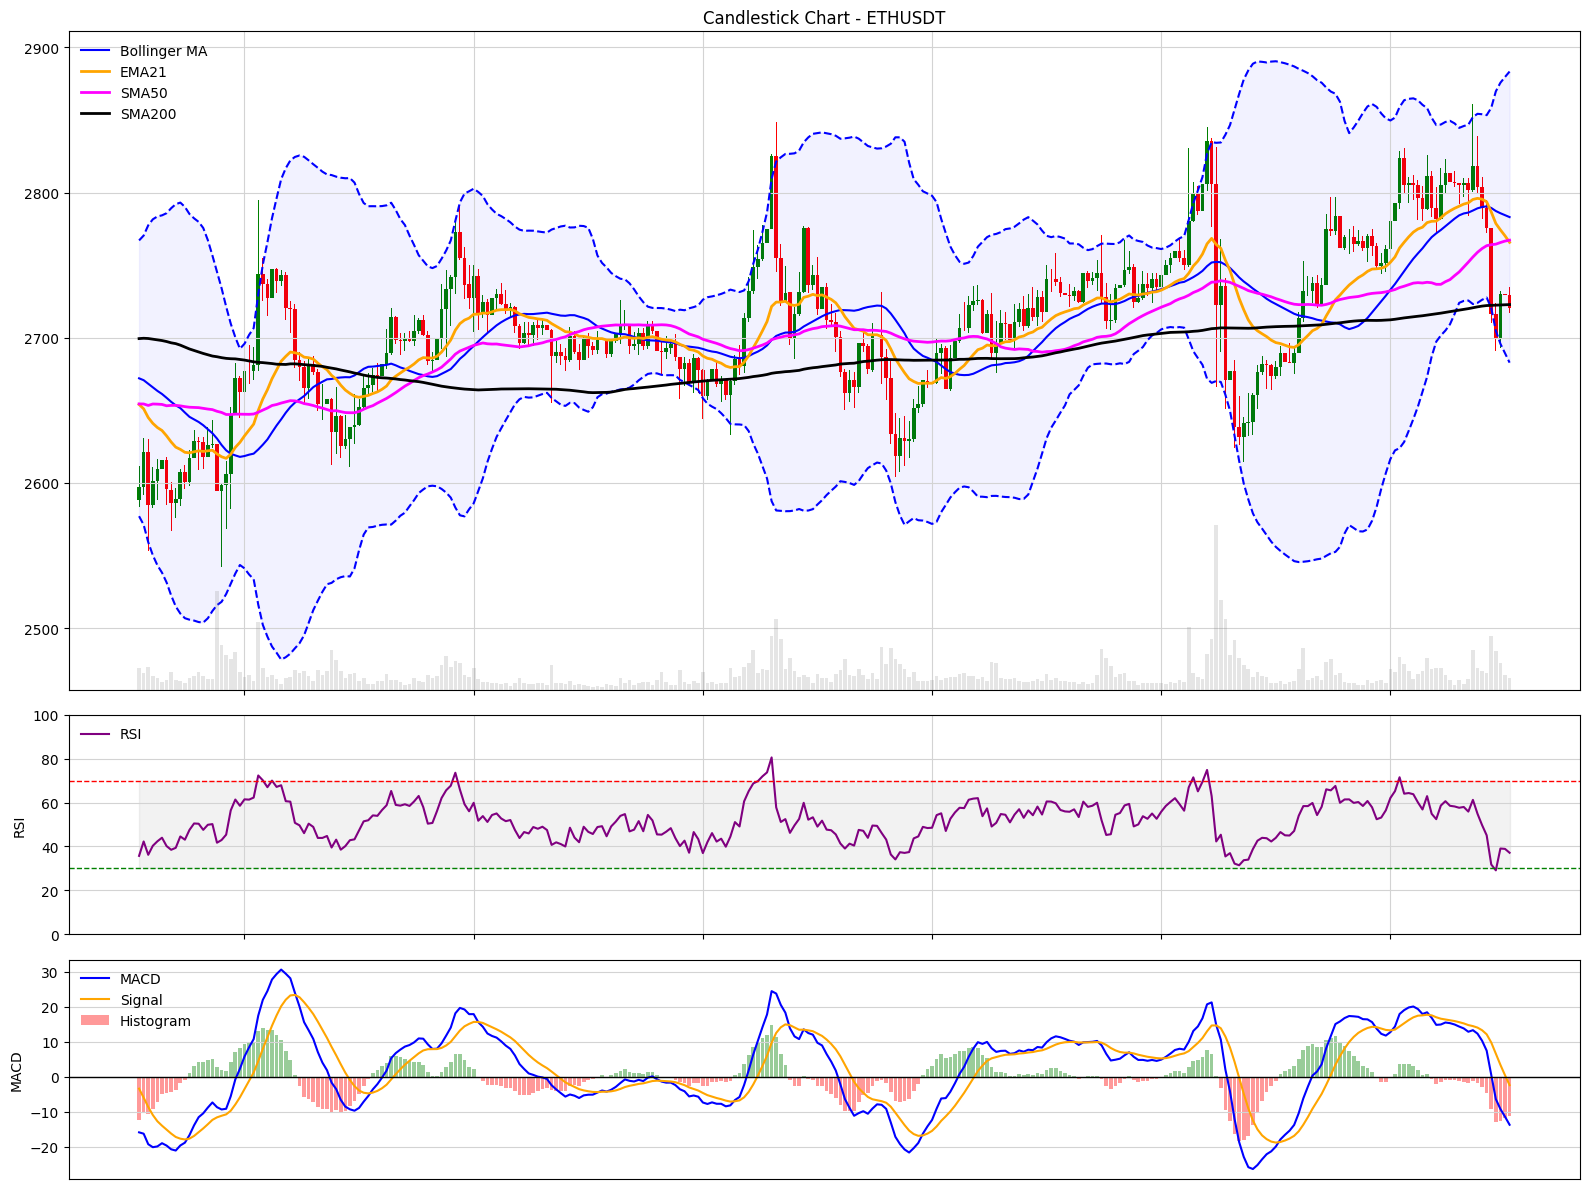 Candlestick Chart - ETHUSDT
2900
2800
2700
2600
2500
Bollinger MA
EMA21
SMA50
SMA200
RSI
100
80
60
40
20
0
RSI
MACD
30
20
10
0
−10
−20
MACD
Signal
Histogram